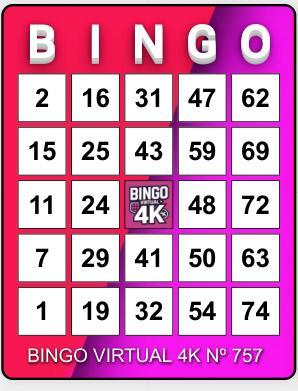 B I N G O
2 16 31 47 62
15 25 43 59 69
11 24 BINGO VIRTUAL 4K 48 72
7 29 41 50 63
1 19 32 54 74
BINGO VIRTUAL 4K Nº 757